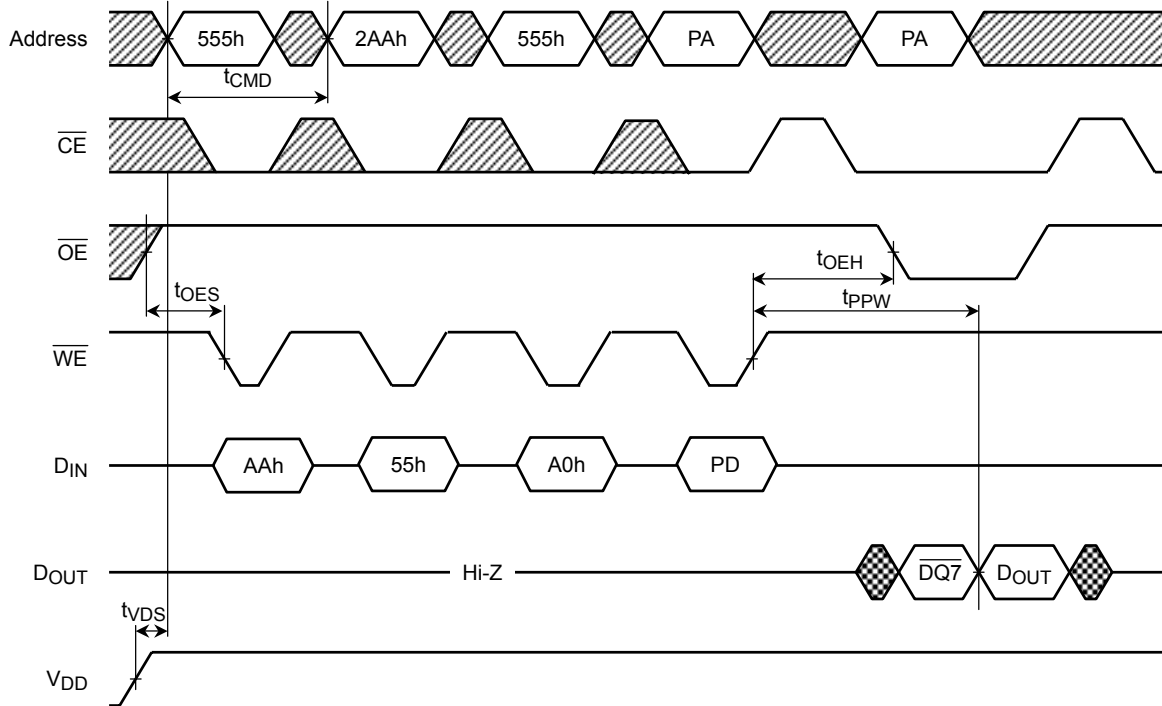 Address 555h 2AAh 555h PA PA
tCMD
CE
OE
tOEH
tOES
tPPW
WE
DIN AAh 55h A0h PD
DOUT Hi-Z DQ7 DOUT
tVDS
VDD